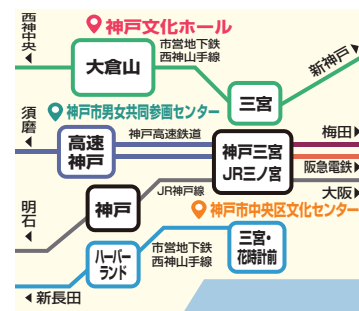 西神中央
神戸文化ホール
市営地下鉄
西神山手線
大倉山
新神戸
三宮
須磨
神戸市男女共同参画センター
高速
神戸
神戸高速鉄道
神戸三宮
JR三ノ宮
梅田
阪急電鉄
大阪
JR神戸線
明石
神戸
神戸市中央区文化センター
ハーバー
ランド
市営地下鉄
西神山手線
三宮・
花時計前
新長田